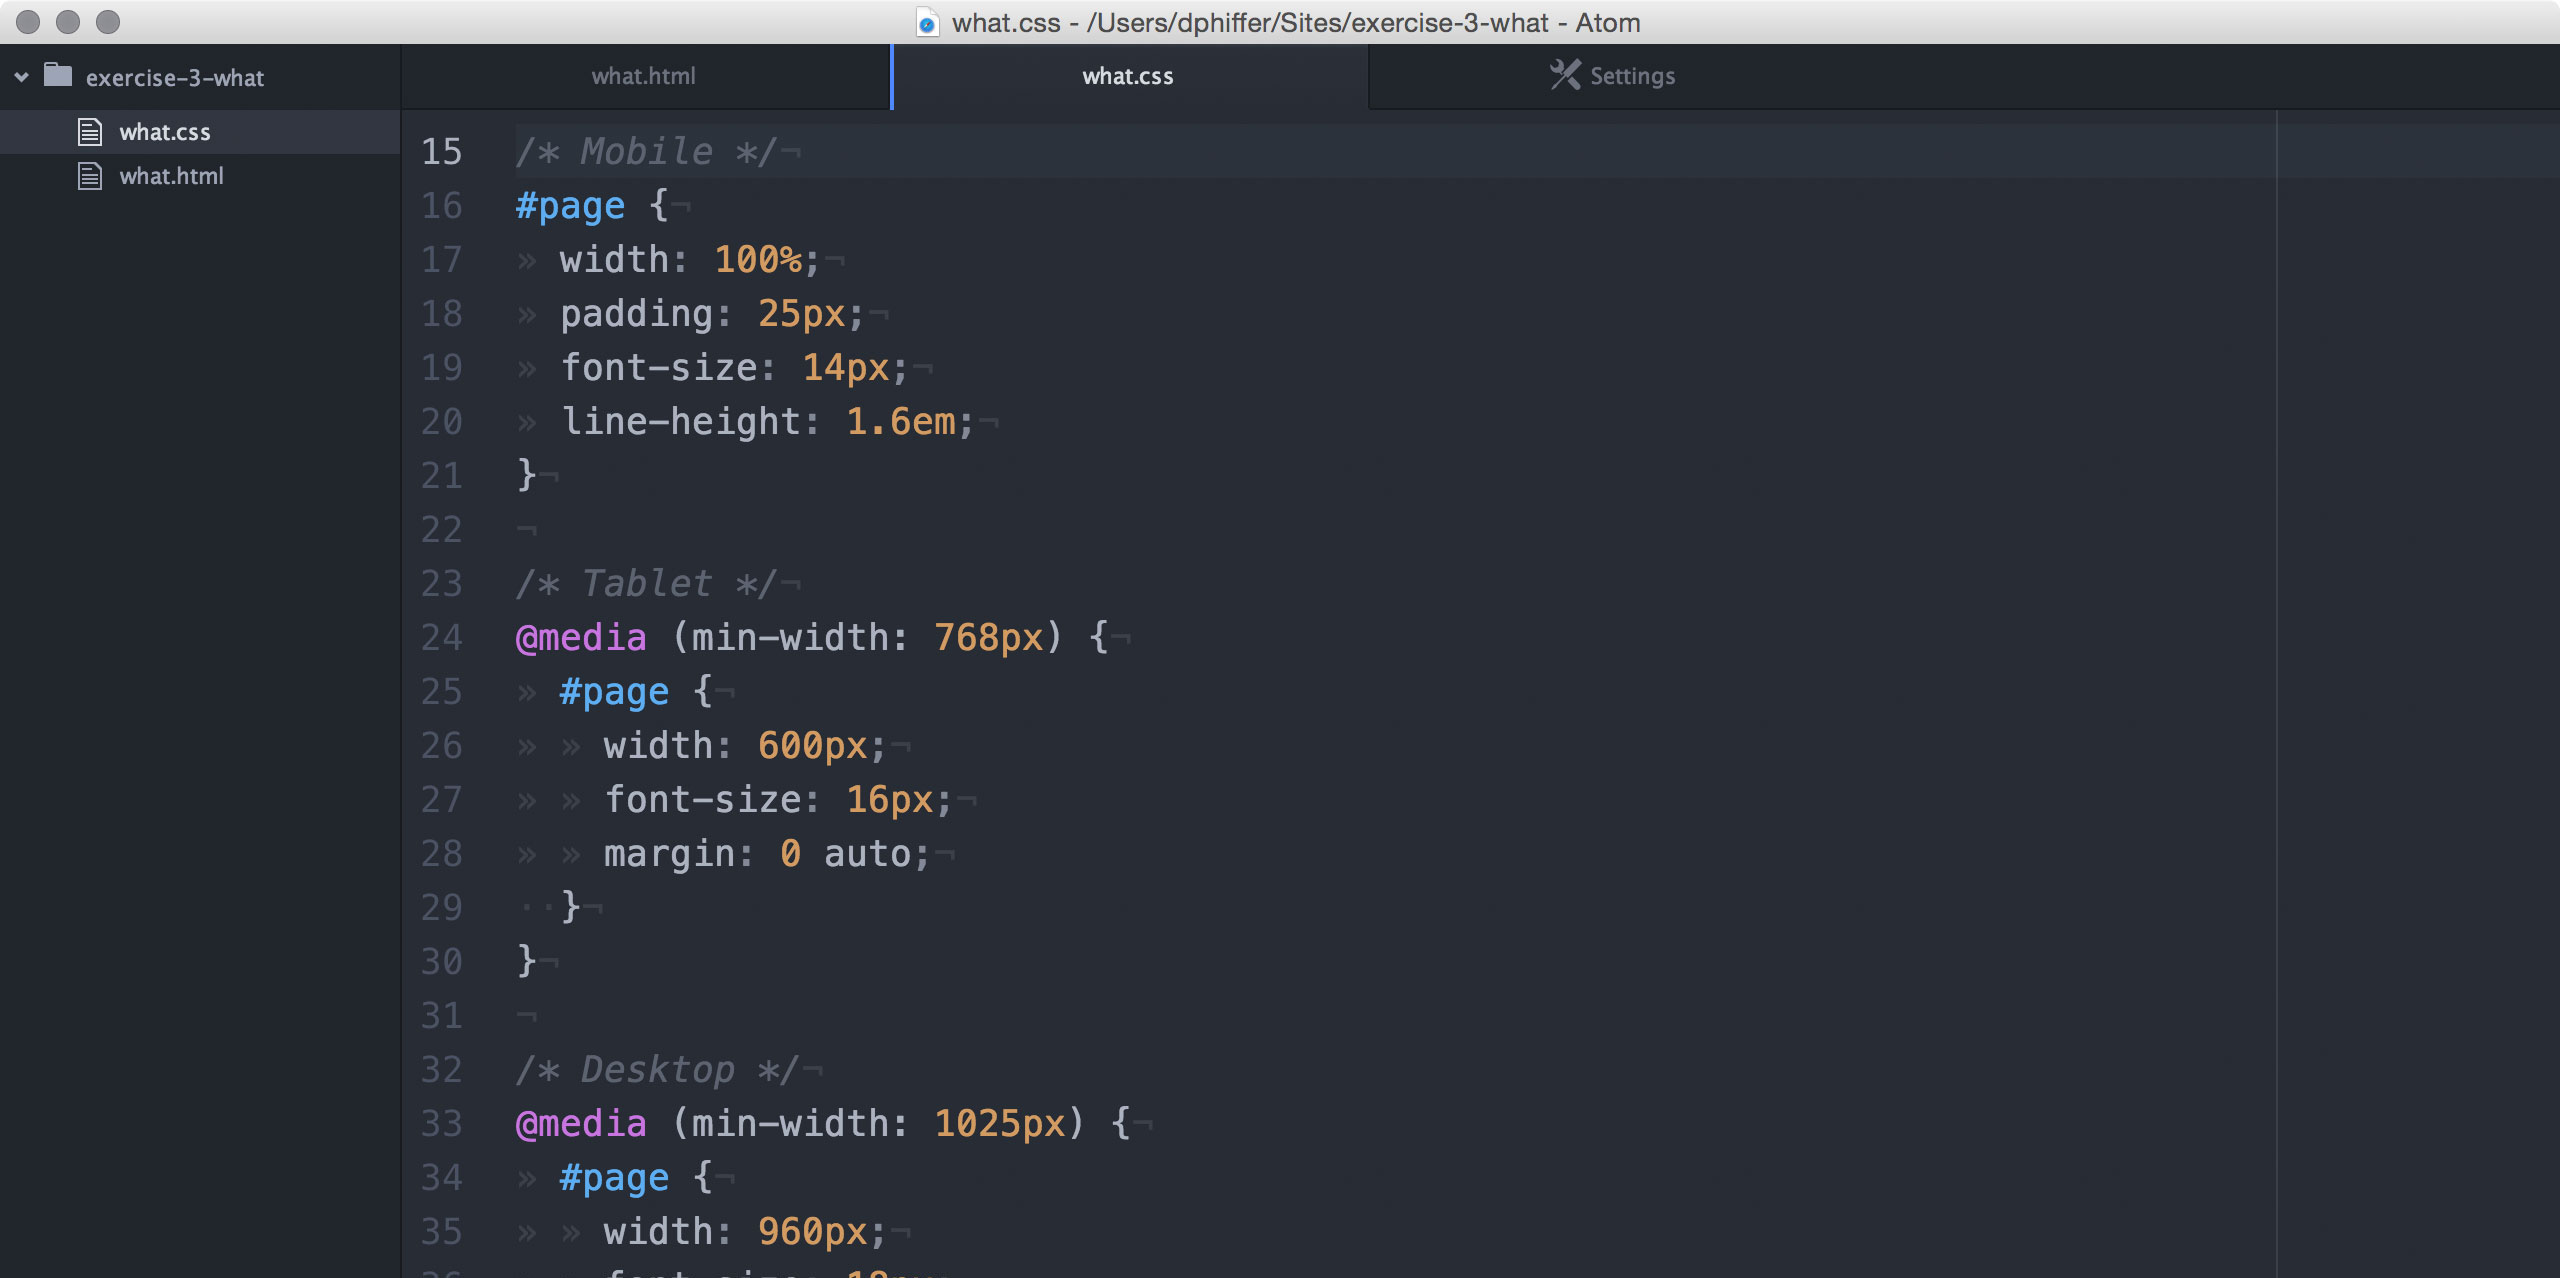 what.css - /Users/dphiffer/Sites/exercise-3-what - Atom
exercise-3-what
what.css
what.html
what.html
what.css
Settings
15 /* Mobile */¬
16 #page {¬
17 » width: 100%;¬
18 » padding: 25px;¬
19 » font-size: 14px;¬
20 » line-height: 1.6em;¬
21 }¬
22 ¬
23 /* Tablet */¬
24 @media (min-width: 768px) {¬
25 » #page {¬
26 » » width: 600px;¬
27 » » font-size: 16px;¬
28 » » margin: 0 auto;¬
29 ··}¬
30 }¬
31 ¬
32 /* Desktop */¬
33 @media (min-width: 1025px) {¬
34 » #page {¬
35 » » width: 960px;¬